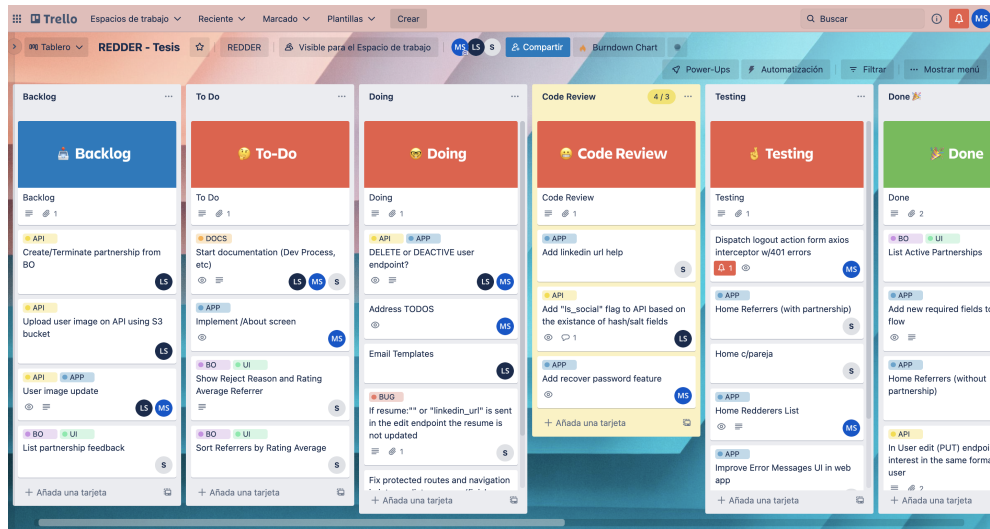 Trello
Espacios de trabajo
Reciente
Marcado
Plantillas
Crear
Buscar
MS
Tablero
REDDER - Tesis
REDDER
Visible para el Espacio de trabajo
MS
LS
S
Compartir
Burndown Chart
Power-Ups
Automatización
Filtrar
Mostrar menú
Backlog
Backlog
Backlog
1
API
Create/Terminate partnership from
BO
LS
API
Upload user image on API using S3
bucket
LS
API
APP
User image update
LS
MS
BO
UI
List partnership feedback
S
+ Añada una tarjeta
To Do
To-Do
To Do
1
DOCS
Start documentation (Dev Process,
etc)
LS
MS
S
APP
Implement /About screen
MS
BO
UI
Show Reject Reason and Rating
Average Referrer
S
BO
UI
Sort Referrers by Rating Average
S
+ Añada una tarjeta
Doing
Doing
Doing
1
API
APP
DELETE or DEACTIVE user
endpoint?
LS
MS
Address TODOS
MS
Email Templates
LS
BUG
If resume:"" or "linkedin_url" is sent
in the edit endpoint the resume is
not updated
1
S
Fix protected routes and navigation
+ Añada una tarjeta
Code Review
4 / 3
Code Review
Code Review
1
APP
Add linkedin url help
S
API
Add "Is_social" flag to API based on
the existance of hash/salt fields
1
LS
APP
Add recover password feature
MS
+ Añada una tarjeta
Testing
Testing
Testing
1
Dispatch logout action form axios
interceptor w/401 errors
1
MS
APP
Home Referrers (with partnership)
S
Home c/pareja
S
APP
Home Redderers List
MS
APP
Improve Error Messages UI in web
app
+ Añada una tarjeta
Done
Done
Done
2
BO
UI
List Active Partnerships
APP
Add new required fields to
flow
APP
Home Referrers (without
partnership)
API
In User edit (PUT)
interest in the same
user
2
+ Añada una tarjeta